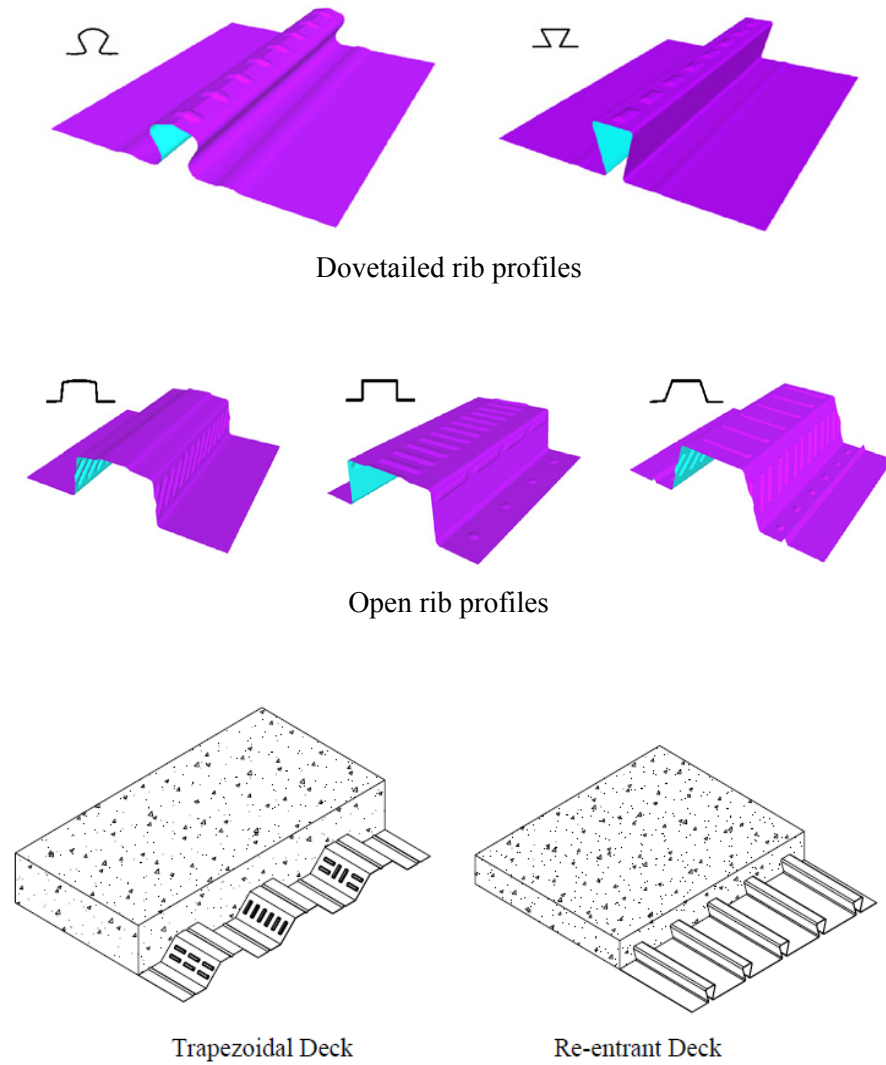 Dovetailed rib profiles
Open rib profiles
Trapezoidal Deck
Re-entrant Deck